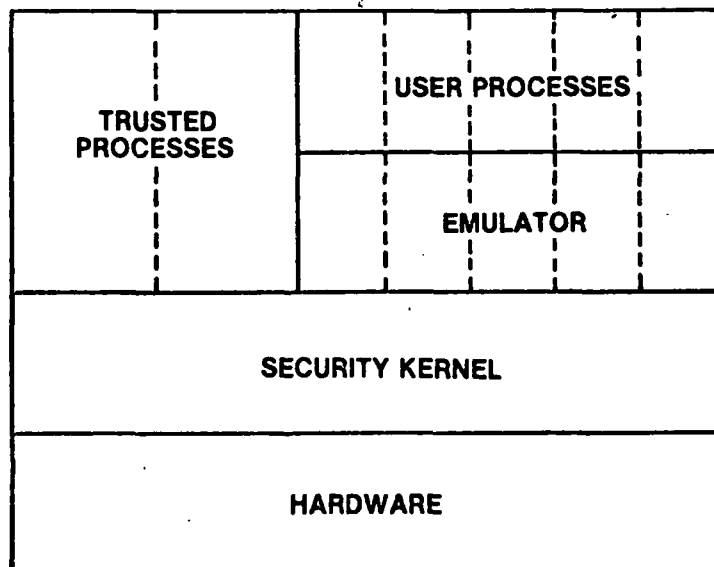 TRUSTED
PROCESSES
USER PROCESSES
EMULATOR
SECURITY KERNEL
HARDWARE